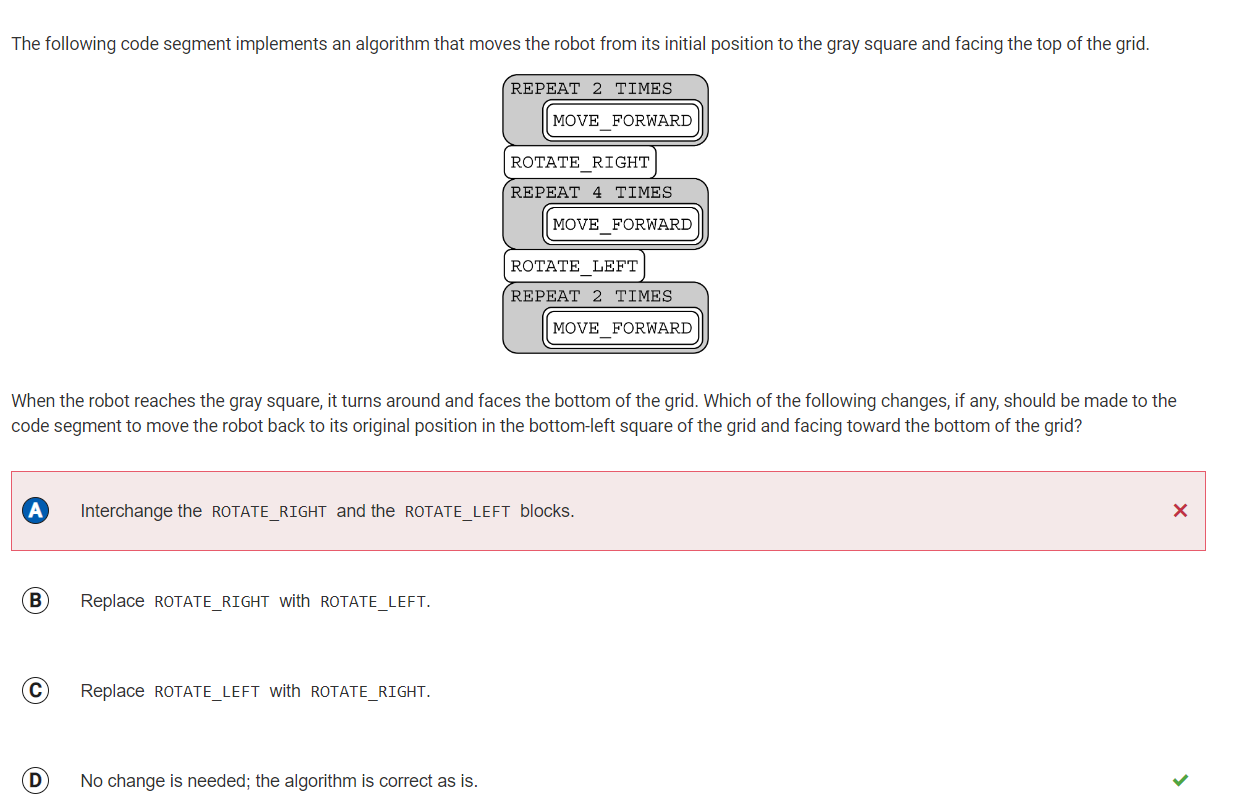 The following code segment implements an algorithm that moves the robot from its initial position to the gray square and facing the top of the grid.
REPEAT 2 TIMES
MOVE_FORWARD
ROTATE_RIGHT
REPEAT 4 TIMES
MOVE_FORWARD
ROTATE_LEFT
REPEAT 2 TIMES
MOVE_FORWARD
When the robot reaches the gray square, it turns around and faces the bottom of the grid. Which of the following changes, if any, should be made to the
code segment to move the robot back to its original position in the bottom-left square of the grid and facing toward the bottom of the grid?
A Interchange the ROTATE_RIGHT and the ROTATE_LEFT blocks.
B Replace ROTATE_RIGHT with ROTATE_LEFT.
C Replace ROTATE_LEFT with ROTATE_RIGHT.
D No change is needed; the algorithm is correct as is.